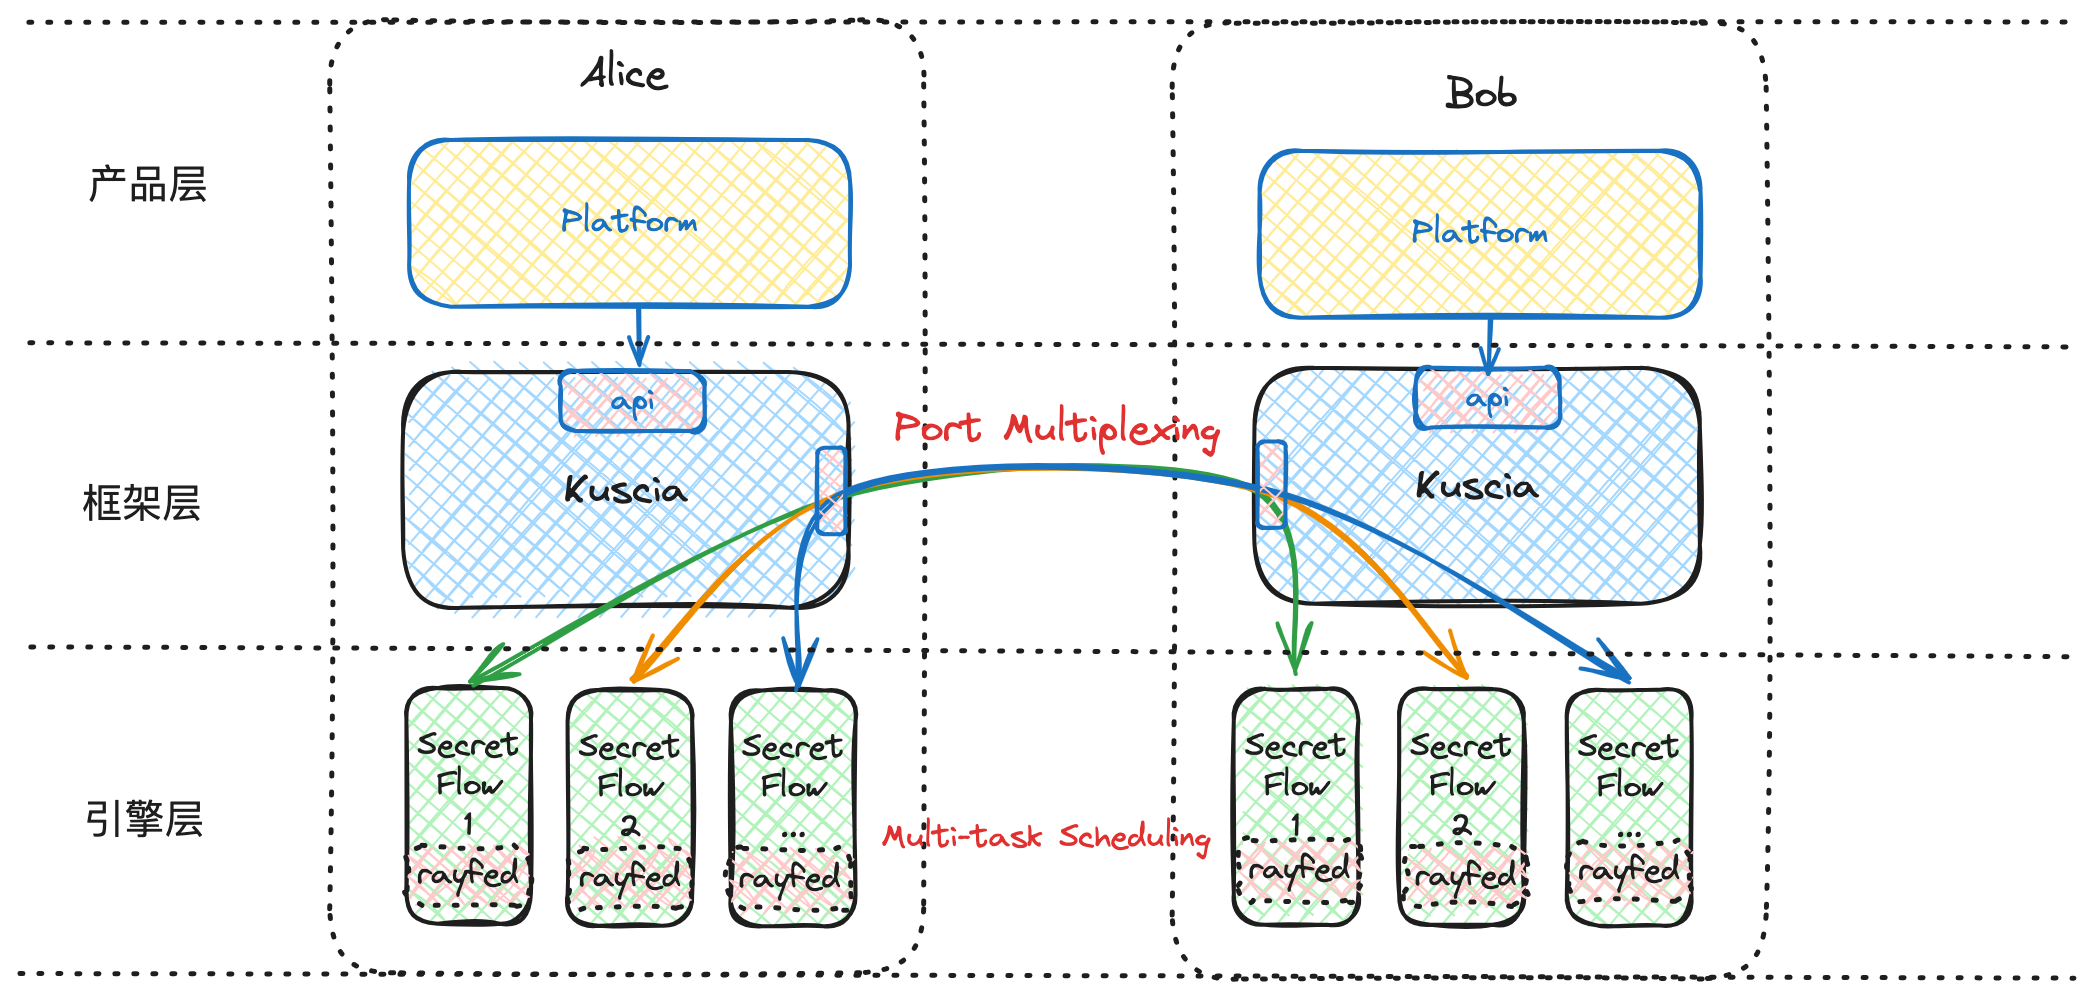 Alice
Bob
产品层
Platform
Platform
api
api
Port Multiplexing
框架层
Kuscia
Kuscia
引擎层
Secret
Flow
1
rayfed
Secret
Flow
2
rayfed
Secret
Flow
...
rayfed
Multi-task Scheduling
Secret
Flow
1
rayfed
Secret
Flow
2
rayfed
Secret
Flow
...
rayfed